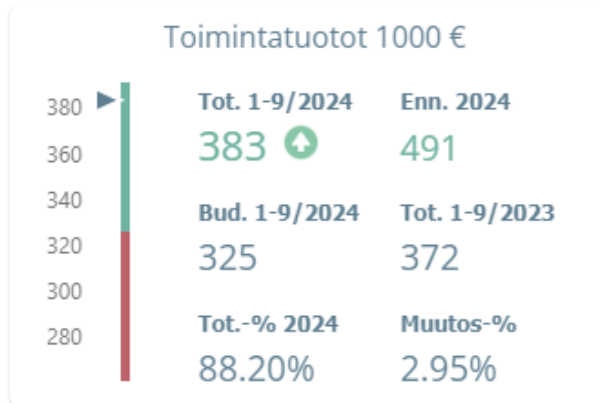 Toimintatuotot 1000 €
380
360
340
320
300
280
Tot. 1-9/2024 Enn. 2024
383 491
Bud. 1-9/2024 Tot. 1-9/2023
325 372
Tot.-% 2024 Muutos-%
88.20% 2.95%